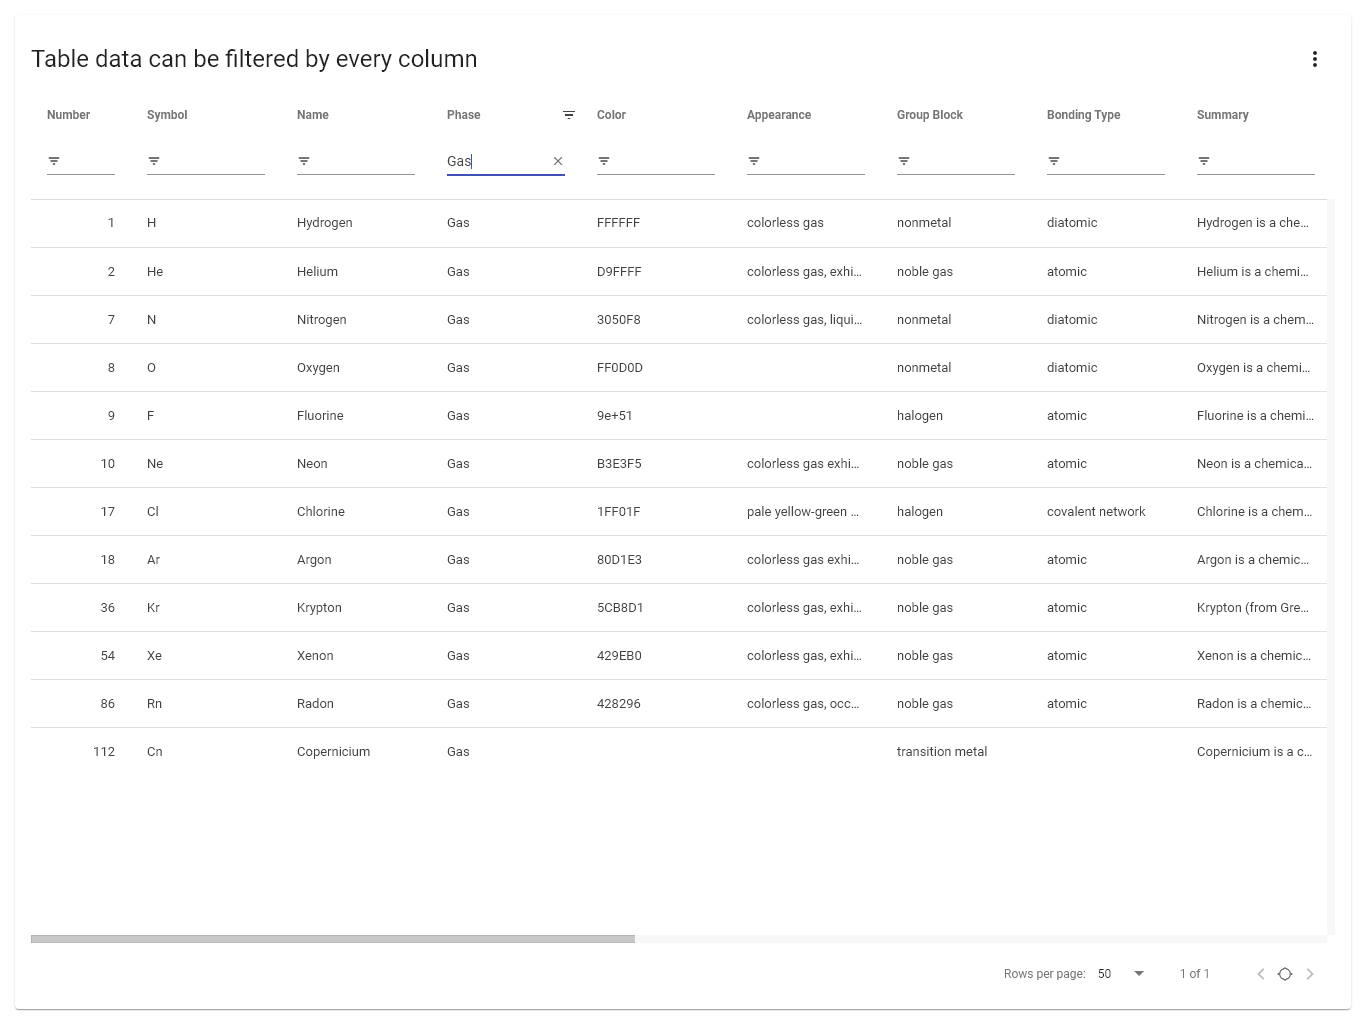 Table data can be filtered by every column
Number Symbol Name Phase Color Appearance Group Block Bonding Type Summary
Gas
1 H Hydrogen Gas FFFFFF colorless gas nonmetal diatomic Hydrogen is a che...
2 He Helium Gas D9FFFF colorless gas, exhi... noble gas atomic Helium is a chemi...
7 N Nitrogen Gas 3050F8 colorless gas, liqui... nonmetal diatomic Nitrogen is a chem...
8 O Oxygen Gas FF0D0D nonmetal diatomic Oxygen is a chemi...
9 F Fluorine Gas 9e+51 halogen atomic Fluorine is a chemi...
10 Ne Neon Gas B3E3F5 colorless gas exhi... noble gas atomic Neon is a chemica...
17 Cl Chlorine Gas 1FF01F pale yellow-green ... halogen covalent network Chlorine is a chem...
18 Ar Argon Gas 80D1E3 colorless gas exhi... noble gas atomic Argon is a chemic...
36 Kr Krypton Gas 5CB8D1 colorless gas, exhi... noble gas atomic Krypton (from Gre...
54 Xe Xenon Gas 429EB0 colorless gas, exhi... noble gas atomic Xenon is a chemic...
86 Rn Radon Gas 428296 colorless gas, occ... noble gas atomic Radon is a chemic...
112 Cn Copernicium Gas transition metal Copernicium is a c...
Rows per page: 50 1 of 1